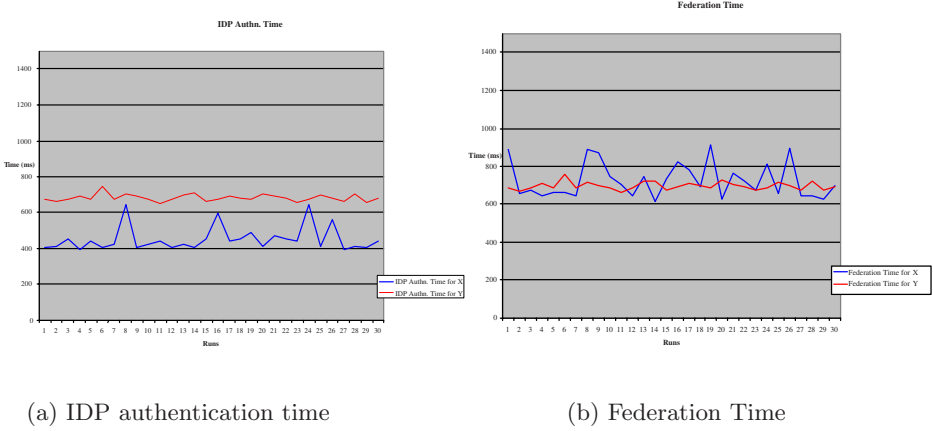 IDP Authn. Time
1400
1200
1000
Time (ms)
800
600
400
200
0
1 2 3 4 5 6 7 8 9 10 11 12 13 14 15 16 17 18 19 20 21 22 23 24 25 26 27 28 29 30
Runs
IDP Authn. Time for X
IDP Authn. Time for Y
(a) IDP authentication time
Federation Time
1400
1200
1000
Time (ms)
800
600
400
200
0
1 2 3 4 5 6 7 8 9 10 11 12 13 14 15 16 17 18 19 20 21 22 23 24 25 26 27 28 29 30
Runs
Federation Time for X
Federation Time for Y
(b) Federation Time